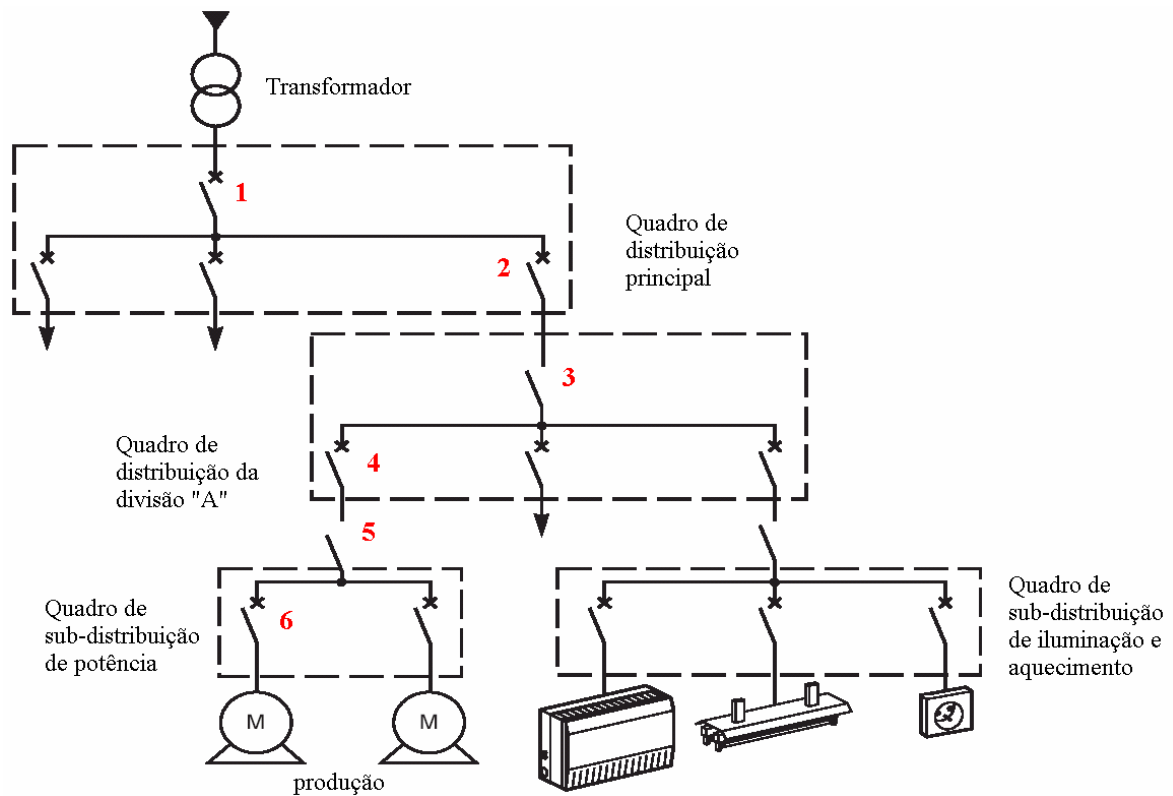 Transformador
1
Quadro de
distribuição
principal
2
3
Quadro de
distribuição da
divisão "A"
4
5
Quadro de
sub-distribuição
de potência
6
Quadro de
sub-distribuição
de iluminação e
aquecimento
M
M
produção